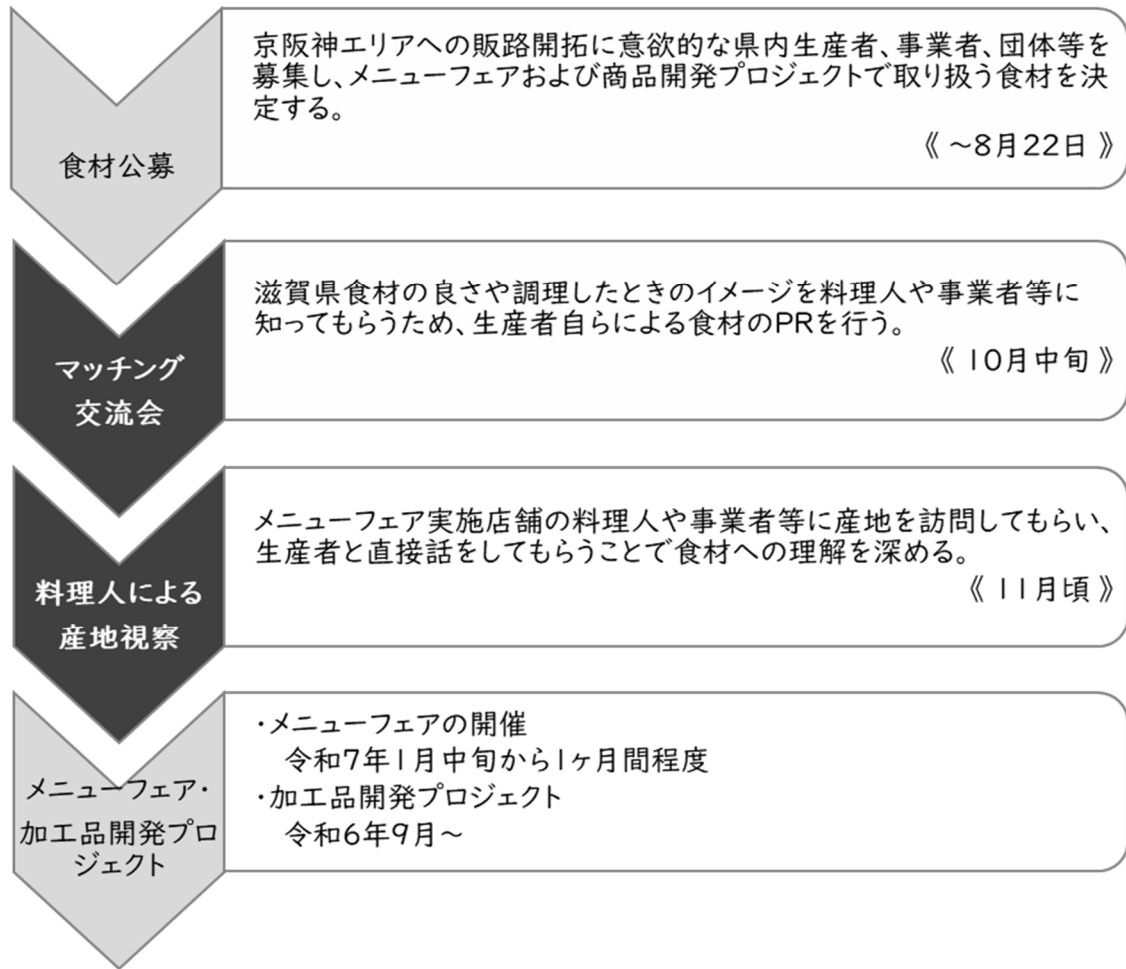 食材公募
京阪神エリアへの販路開拓に意欲的な県内生産者、事業者、団体等を
募集し、メニューフェアおよび商品開発プロジェクトで取り扱う食材を決
定する。
《 ～8月22日 》
マッチング
交流会
滋賀県食材の良さや調理したときのイメージを料理人や事業者等に
知ってもらうため、生産者自らによる食材のPRを行う。
《 10月中旬 》
料理人による
産地視察
メニューフェア実施店舗の料理人や事業者等に産地を訪問してもらい、
生産者と直接話をしてもらうことで食材への理解を深める。
《 11月頃 》
メニューフェア・
加工品開発プロ
ジェクト
・メニューフェアの開催
令和7年1月中旬から1ヶ月間程度
・加工品開発プロジェクト
令和6年9月～